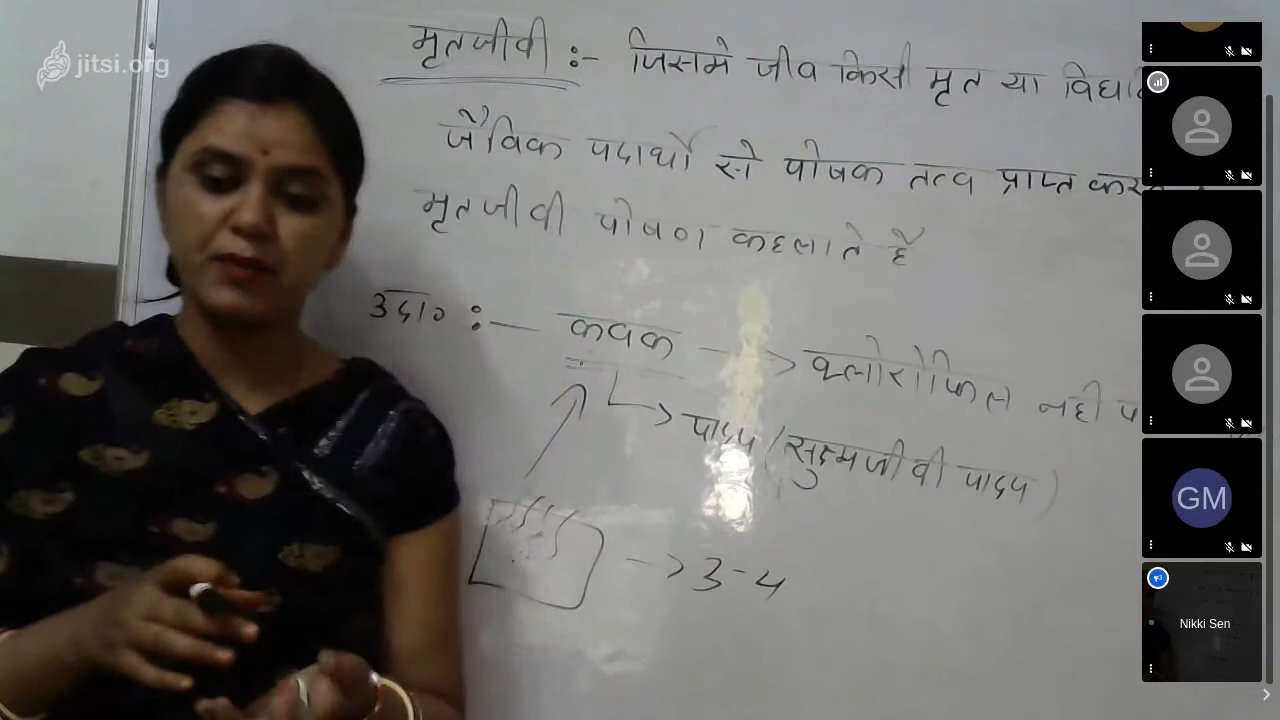 jitsi.org
मृतजीवी :- जिसमे जीव किसी मृत या
जैविक पदार्थो से पोषक तत्व प्राप्त
मृतजीवी पोषण कहलाते है
उदा० :- कवक → क्लोरोफिल नही
पादप (सुक्ष्मजीवी पादप)
→ 3-4
GM
Nikki Sen